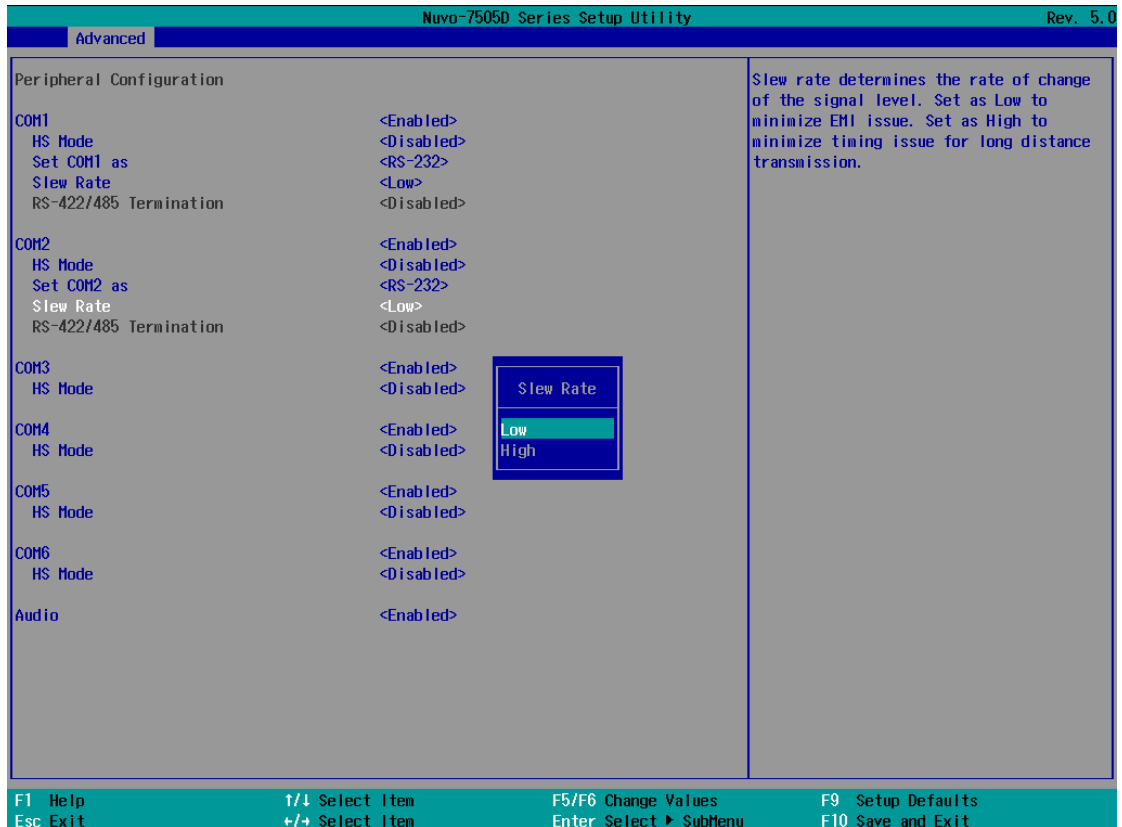 Nuvo-7505D Series Setup Utility Rev. 5.0
Advanced
Peripheral Configuration
COM1 <Enabled>
HS Mode <Disabled>
Set COM1 as <RS-232>
Slew Rate <Low>
RS-422/485 Termination <Disabled>
COM2 <Enabled>
HS Mode <Disabled>
Set COM2 as <RS-232>
Slew Rate <Low>
RS-422/485 Termination <Disabled>
COM3 <Enabled>
HS Mode <Disabled>
COM4 <Enabled>
HS Mode <Disabled>
COM5 <Enabled>
HS Mode <Disabled>
COM6 <Enabled>
HS Mode <Disabled>
Audio <Enabled>
Slew Rate
Low
High
Slew rate determines the rate of change
of the signal level. Set as Low to
minimize EMI issue. Set as High to
minimize timing issue for long distance
transmission.
F1 Help ↑/↓ Select Item F5/F6 Change Values F9 Setup Defaults
Esc Exit ←/→ Select Item Enter Select ▶ SubMenu F10 Save and Exit